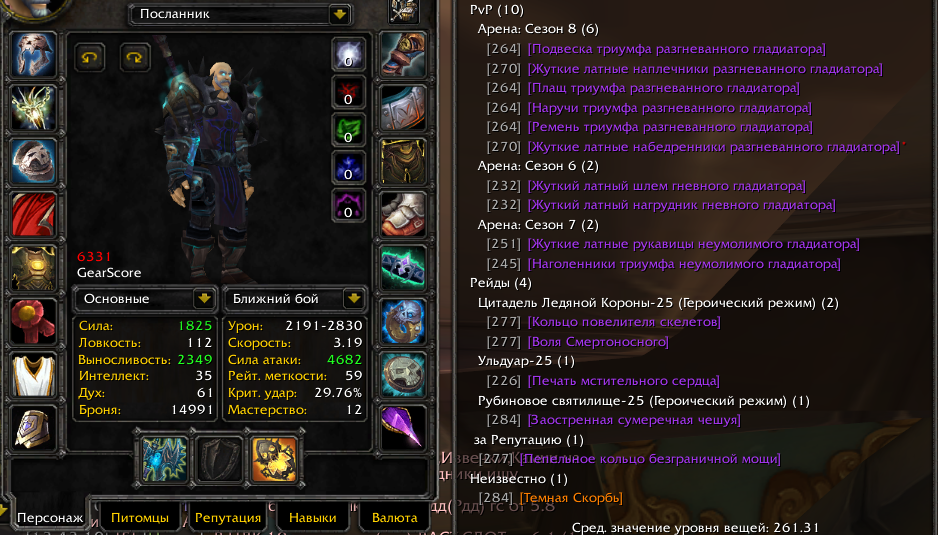 Посланник
0
0
0
0
0
6331
GearScore
Основные
Ближний бой
Сила: 1825
Ловкость: 112
Выносливость: 2349
Интеллект: 35
Дух: 61
Броня: 14991
Урон: 2191-2830
Скорость: 3.19
Сила атаки: 4682
Рейт. меткости: 59
Крит. удар: 29.76%
Мастерство: 12
Персонаж
Питомцы
Репутация
Навыки
Валюта
PvP (10)
Арена: Сезон 8 (6)
[264] [Подвеска триумфа разгневанного гладиатора]
[270] [Жуткие латные наплечники разгневанного гладиатора]
[264] [Плащ триумфа разгневанного гладиатора]
[264] [Наручи триумфа разгневанного гладиатора]
[264] [Ремень триумфа разгневанного гладиатора]
[270] [Жуткие латные набедренники разгневанного гладиатора]*
Арена: Сезон 6 (2)
[232] [Жуткий латный шлем гневного гладиатора]
[232] [Жуткий латный нагрудник гневного гладиатора]
Арена: Сезон 7 (2)
[251] [Жуткие латные рукавицы неумолимого гладиатора]
[245] [Наголенники триумфа неумолимого гладиатора]
Рейды (4)
Цитадель Ледяной Короны-25 (Героический режим) (2)
[277] [Кольцо повелителя скелетов]
[277] [Воля Смертоносного]
Ульдуар-25 (1)
[226] [Печать мстительного сердца]
Рубиновое святилище-25 (Героический режим) (1)
[284] [Заостренная сумеречная чешуя]
за Репутацию (1)
[277] [Пепельное кольцо безграничной мощи]
Неизвестно (1)
[284] [Темная Скорбь]
гс от 5.8
Сред. значение уровня вещей: 261.31